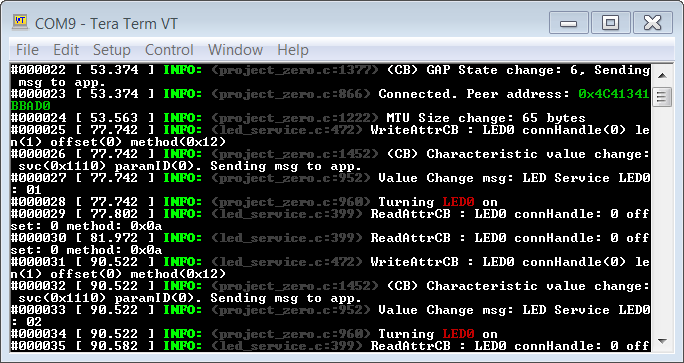 COM9 - Tera Term VT
File Edit Setup Control Window Help
#000022 [ 53.374 ] INFO: (project_zero.c:1377) (CB) GAP State change: 6, Sending
 msg to app.
#000023 [ 53.374 ] INFO: (project_zero.c:866) Connected. Peer address: 0x4C41341
BBAD0
#000024 [ 53.563 ] INFO: (project_zero.c:1222) MTU Size change: 65 bytes
#000025 [ 77.742 ] INFO: (led_service.c:472) WriteAttrCB : LED0 connHandle(0) le
n(1) offset(0) method(0x12)
#000026 [ 77.742 ] INFO: (project_zero.c:1452) (CB) Characteristic value change:
 svc(0x1110) paramID(0). Sending msg to app.
#000027 [ 77.742 ] INFO: (project_zero.c:952) Value Change msg: LED Service LED0
: 01
#000028 [ 77.742 ] INFO: (project_zero.c:960) Turning LED0 on
#000029 [ 77.802 ] INFO: (led_service.c:399) ReadAttrCB : LED0 connHandle: 0 off
set: 0 method: 0x0a
#000030 [ 81.972 ] INFO: (led_service.c:399) ReadAttrCB : LED0 connHandle: 0 off
set: 0 method: 0x0a
#000031 [ 90.522 ] INFO: (led_service.c:472) WriteAttrCB : LED0 connHandle(0) le
n(1) offset(0) method(0x12)
#000032 [ 90.522 ] INFO: (project_zero.c:1452) (CB) Characteristic value change:
 svc(0x1110) paramID(0). Sending msg to app.
#000033 [ 90.522 ] INFO: (project_zero.c:952) Value Change msg: LED Service LED0
: 02
#000034 [ 90.522 ] INFO: (project_zero.c:960) Turning LED0 on
#000035 [ 90.582 ] INFO: (led_service.c:399) ReadAttrCB : LED0 connHandle: 0 off